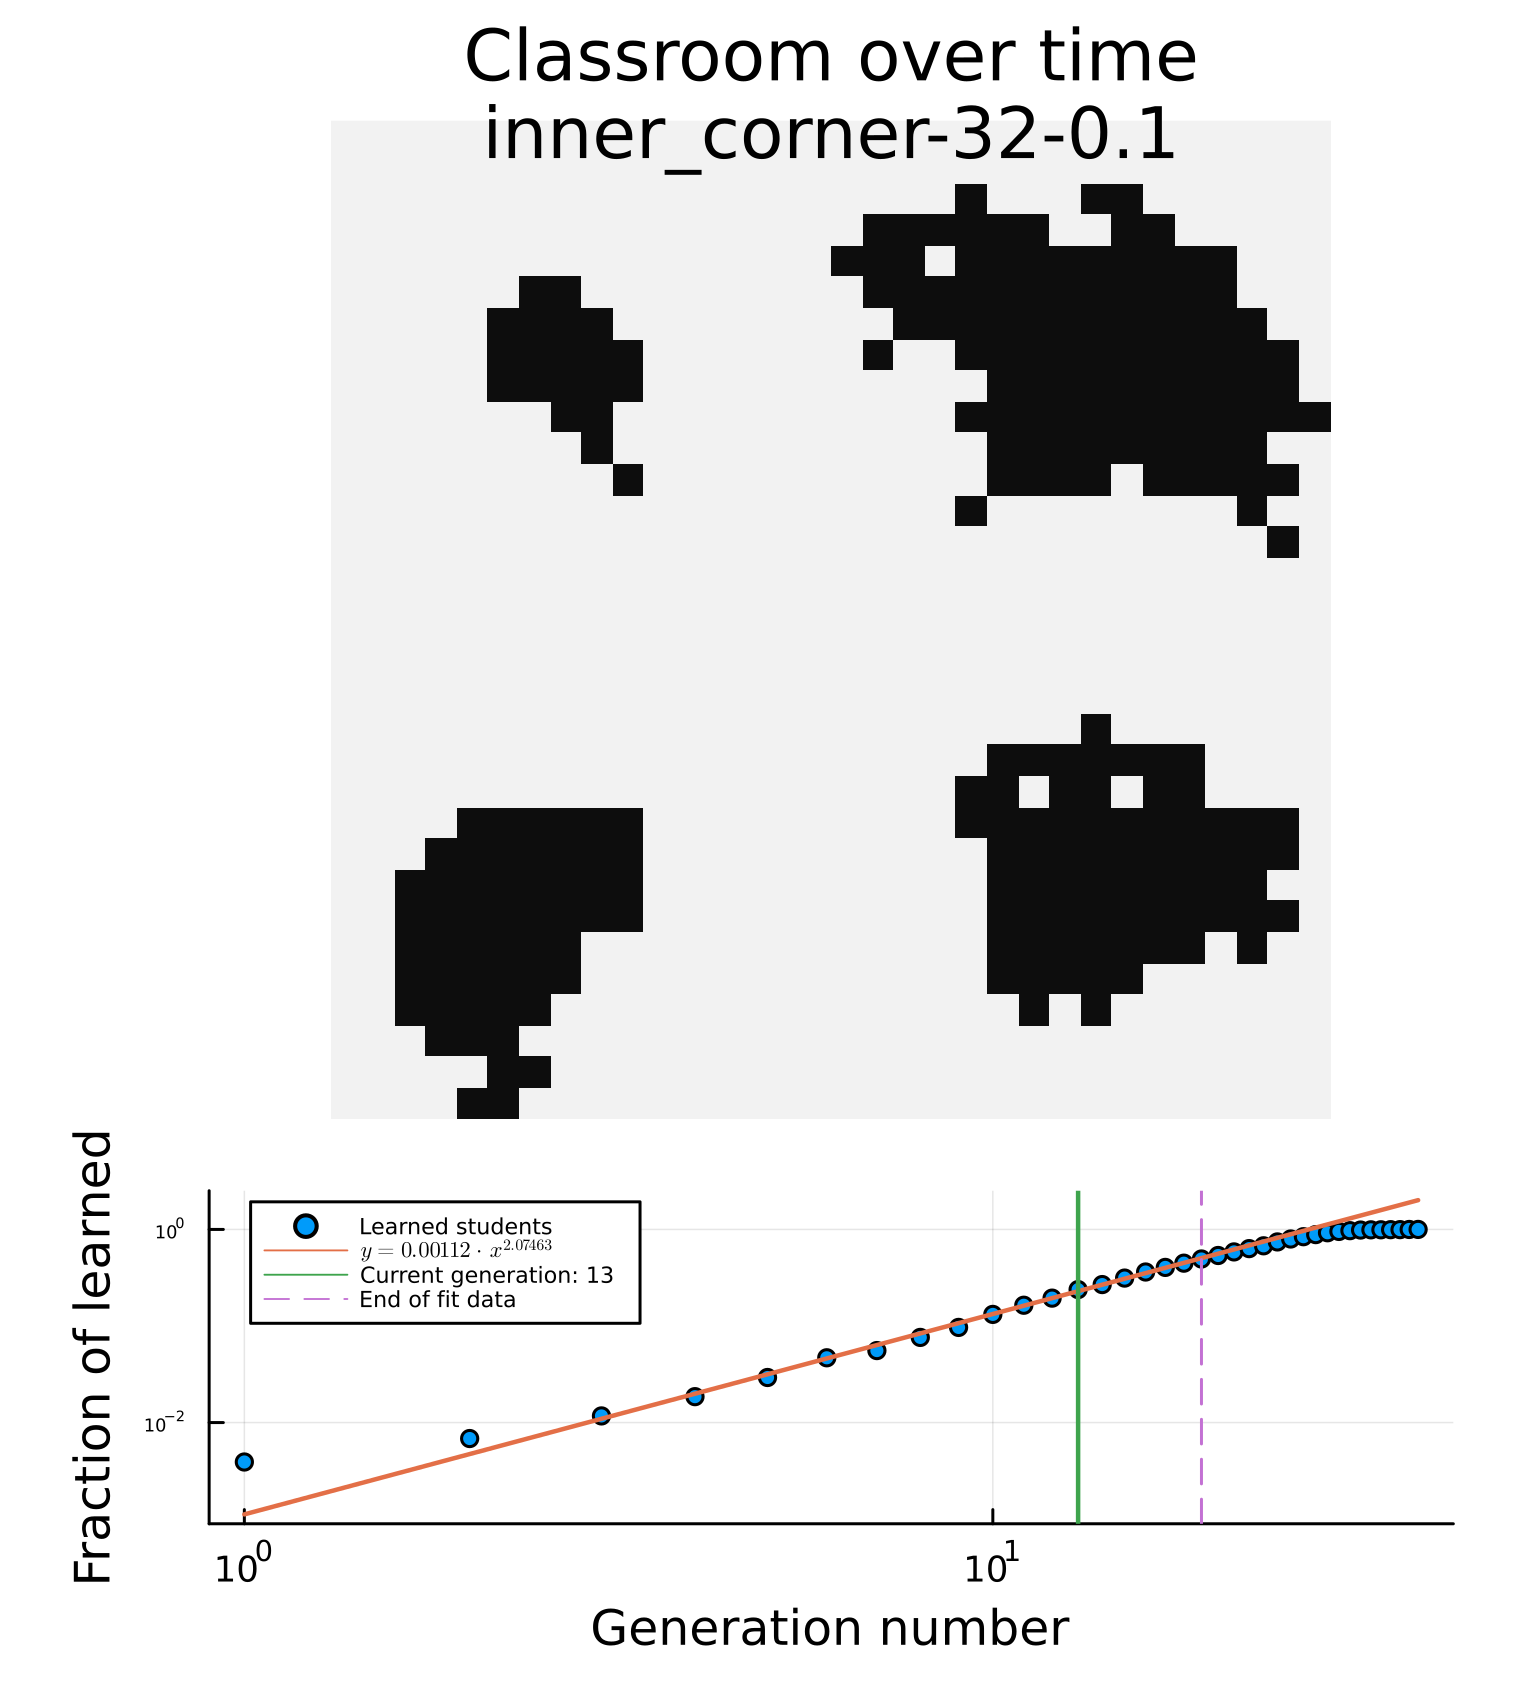 Classroom over time
inner_corner-32-0.1
Fraction of learned
10^0
10^-2
Learned students
y = 0.00112 · x^2.07463
Current generation: 13
End of fit data
10^0
10^1
Generation number